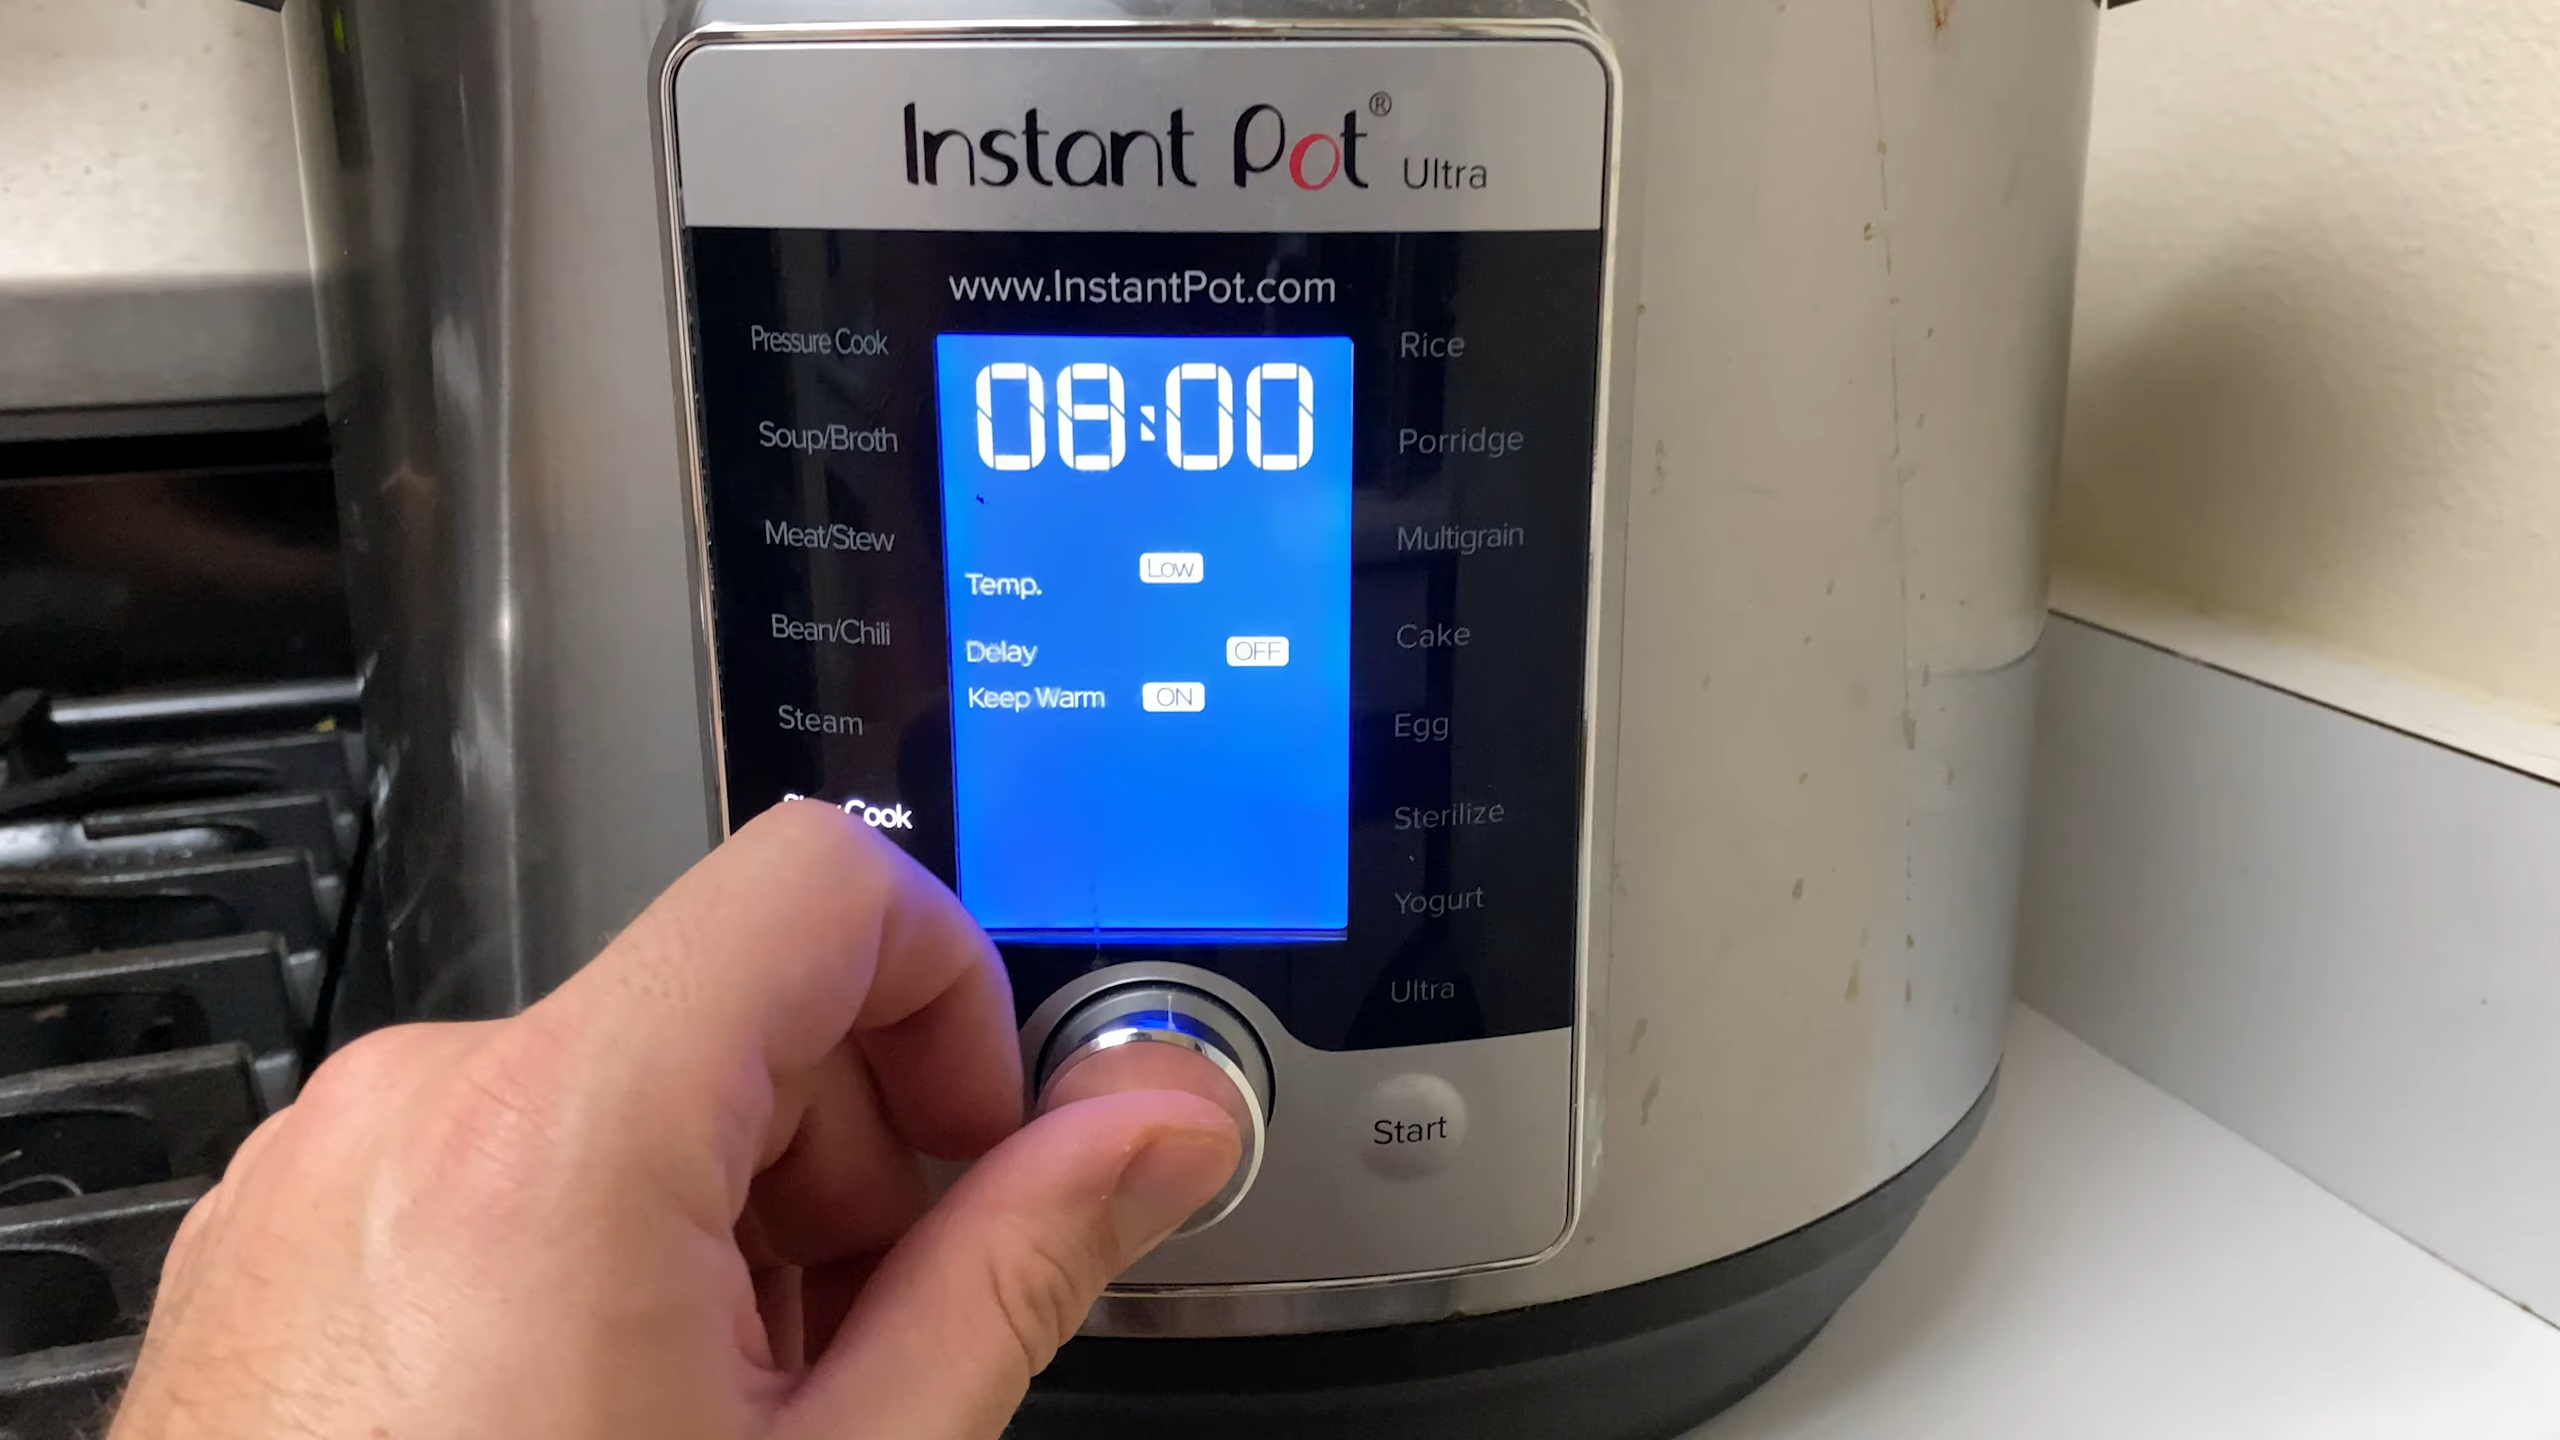 Instant Pot® Ultra
www.InstantPot.com
Pressure Cook
Soup/Broth
Meat/Stew
Bean/Chili
Steam
Cook
08:00
Temp. Low
Delay OFF
Keep Warm ON
Rice
Porridge
Multigrain
Cake
Egg
Sterilize
Yogurt
Ultra
Start